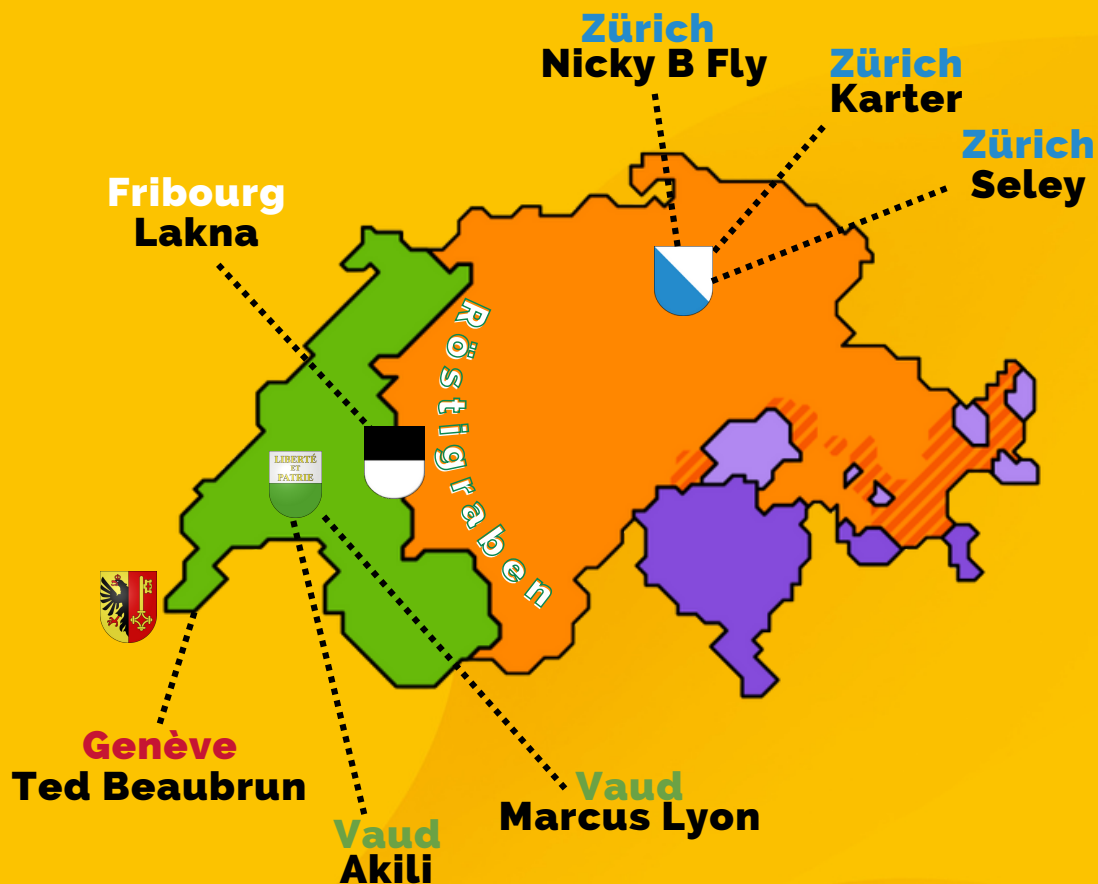 Zürich
Nicky B Fly
Zürich
Karter
Zürich
Seley
Fribourg
Lakna
Röstigraben
LIBERTÉ
ET
PATRIE
Genève
Ted Beaubrun
Vaud
Marcus Lyon
Vaud
Akili